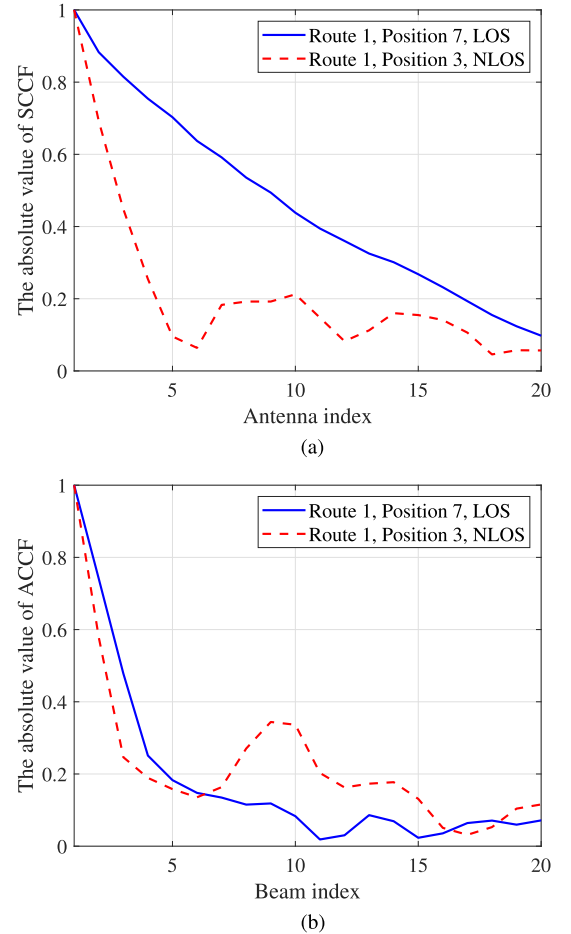 1
0.8
0.6
0.4
0.2
0
The absolute value of SCCF
Route 1, Position 7, LOS
Route 1, Position 3, NLOS
5 10 15 20
Antenna index
(a)
1
0.8
0.6
0.4
0.2
0
The absolute value of ACCF
Route 1, Position 7, LOS
Route 1, Position 3, NLOS
5 10 15 20
Beam index
(b)